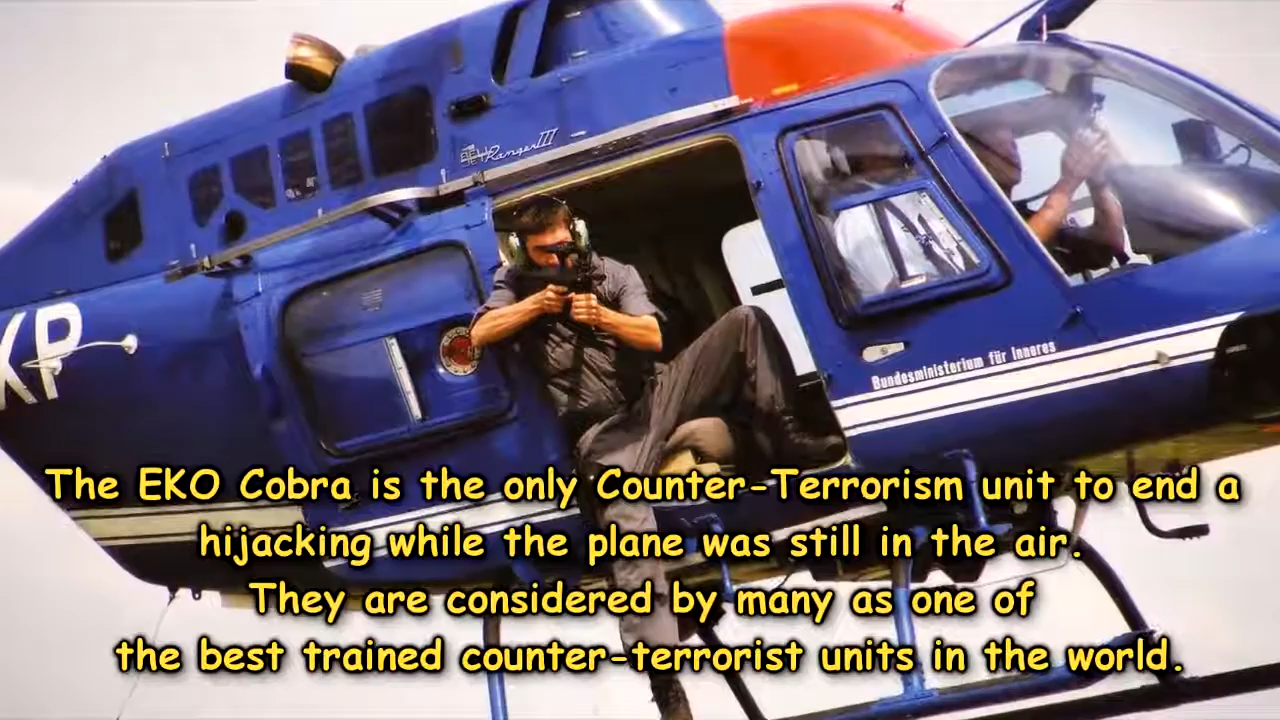 BELL Ranger III
KP
Bundesministerium für Inneres
The EKO Cobra is the only Counter-Terrorism unit to end a
hijacking while the plane was still in the air.
They are considered by many as one of
the best trained counter-terrorist units in the world.